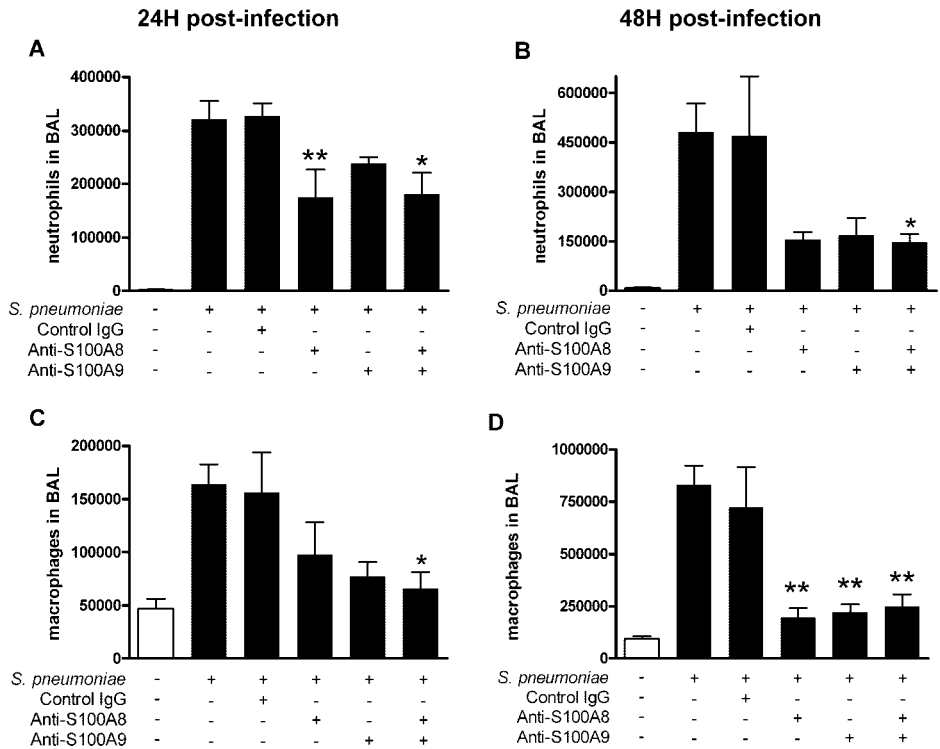 24H post-infection
48H post-infection
A
neutrophils in BAL
400000
300000
200000
100000
0
** *
S. pneumoniae - + + + + +
Control IgG - - + - - -
Anti-S100A8 - - - + - +
Anti-S100A9 - - - - + +
B
neutrophils in BAL
600000
450000
300000
150000
0
*
S. pneumoniae - + + + + +
Control IgG - - + - - -
Anti-S100A8 - - - + - +
Anti-S100A9 - - - - + +
C
macrophages in BAL
200000
150000
100000
50000
0
*
S. pneumoniae - + + + + +
Control IgG - - + - - -
Anti-S100A8 - - - + - +
Anti-S100A9 - - - - + +
D
macrophages in BAL
1000000
750000
500000
250000
0
** ** **
S. pneumoniae - + + + + +
Control IgG - - + - - -
Anti-S100A8 - - - + - +
Anti-S100A9 - - - - + +